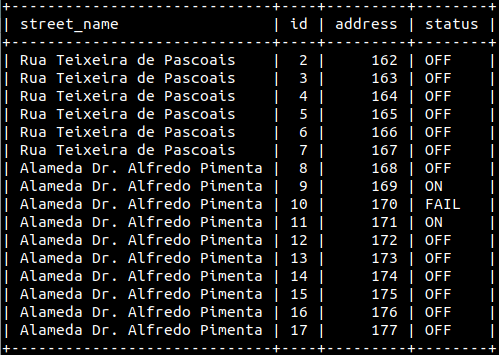 +-----------------------------+----+---------+--------+
| street_name                 | id | address | status |
+-----------------------------+----+---------+--------+
| Rua Teixeira de Pascoais    |  2 |     162 | OFF    |
| Rua Teixeira de Pascoais    |  3 |     163 | OFF    |
| Rua Teixeira de Pascoais    |  4 |     164 | OFF    |
| Rua Teixeira de Pascoais    |  5 |     165 | OFF    |
| Rua Teixeira de Pascoais    |  6 |     166 | OFF    |
| Rua Teixeira de Pascoais    |  7 |     167 | OFF    |
| Alameda Dr. Alfredo Pimenta |  8 |     168 | OFF    |
| Alameda Dr. Alfredo Pimenta |  9 |     169 | ON     |
| Alameda Dr. Alfredo Pimenta | 10 |     170 | FAIL   |
| Alameda Dr. Alfredo Pimenta | 11 |     171 | ON     |
| Alameda Dr. Alfredo Pimenta | 12 |     172 | OFF    |
| Alameda Dr. Alfredo Pimenta | 13 |     173 | OFF    |
| Alameda Dr. Alfredo Pimenta | 14 |     174 | OFF    |
| Alameda Dr. Alfredo Pimenta | 15 |     175 | OFF    |
| Alameda Dr. Alfredo Pimenta | 16 |     176 | OFF    |
| Alameda Dr. Alfredo Pimenta | 17 |     177 | OFF    |
+-----------------------------+----+---------+--------+